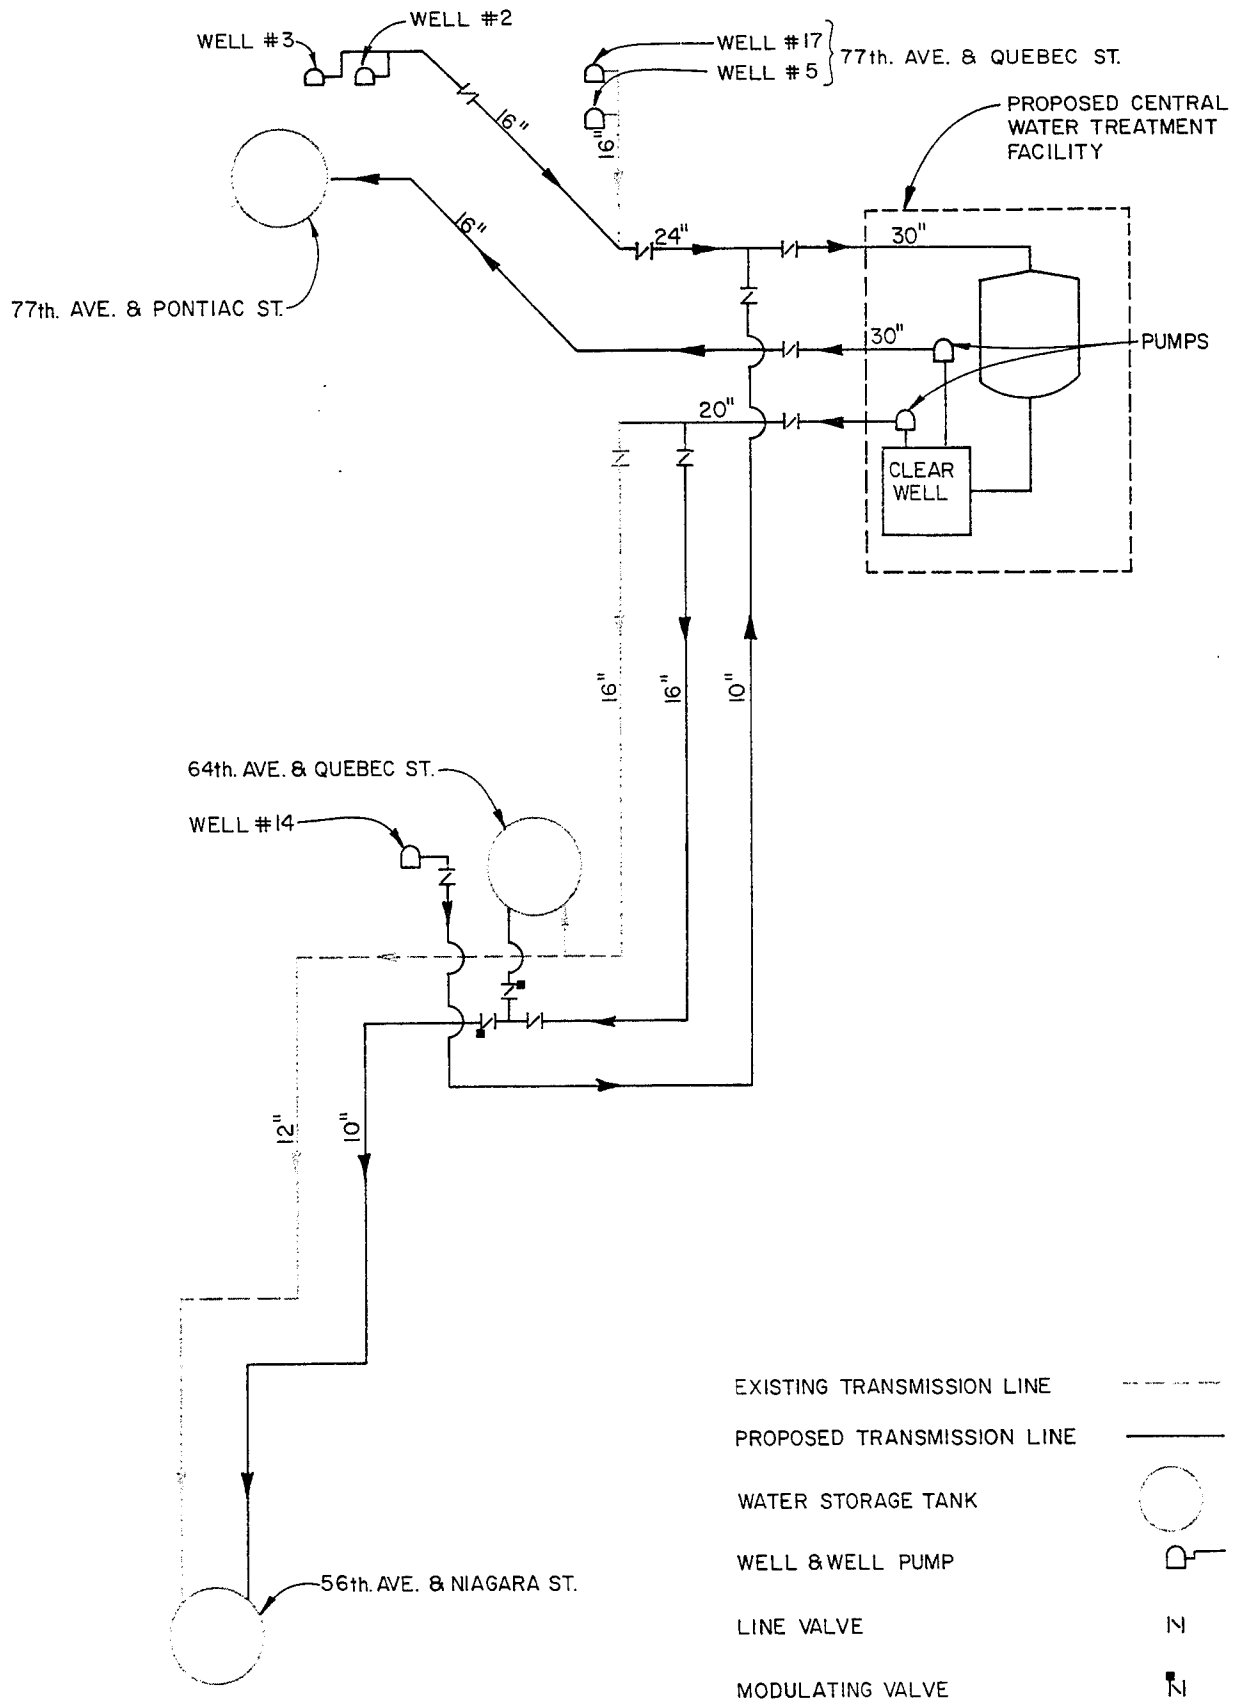 WELL #2
WELL #3
WELL #17
WELL #5
77th. AVE. & QUEBEC ST.
PROPOSED CENTRAL
WATER TREATMENT
FACILITY
16"
16"
16"
24"
30"
77th. AVE. & PONTIAC ST.
30"
PUMPS
20"
CLEAR
WELL
16"
16"
10"
64th. AVE. & QUEBEC ST.
WELL #14
12"
10"
EXISTING TRANSMISSION LINE
PROPOSED TRANSMISSION LINE
WATER STORAGE TANK
WELL & WELL PUMP
56th. AVE. & NIAGARA ST.
LINE VALVE
MODULATING VALVE